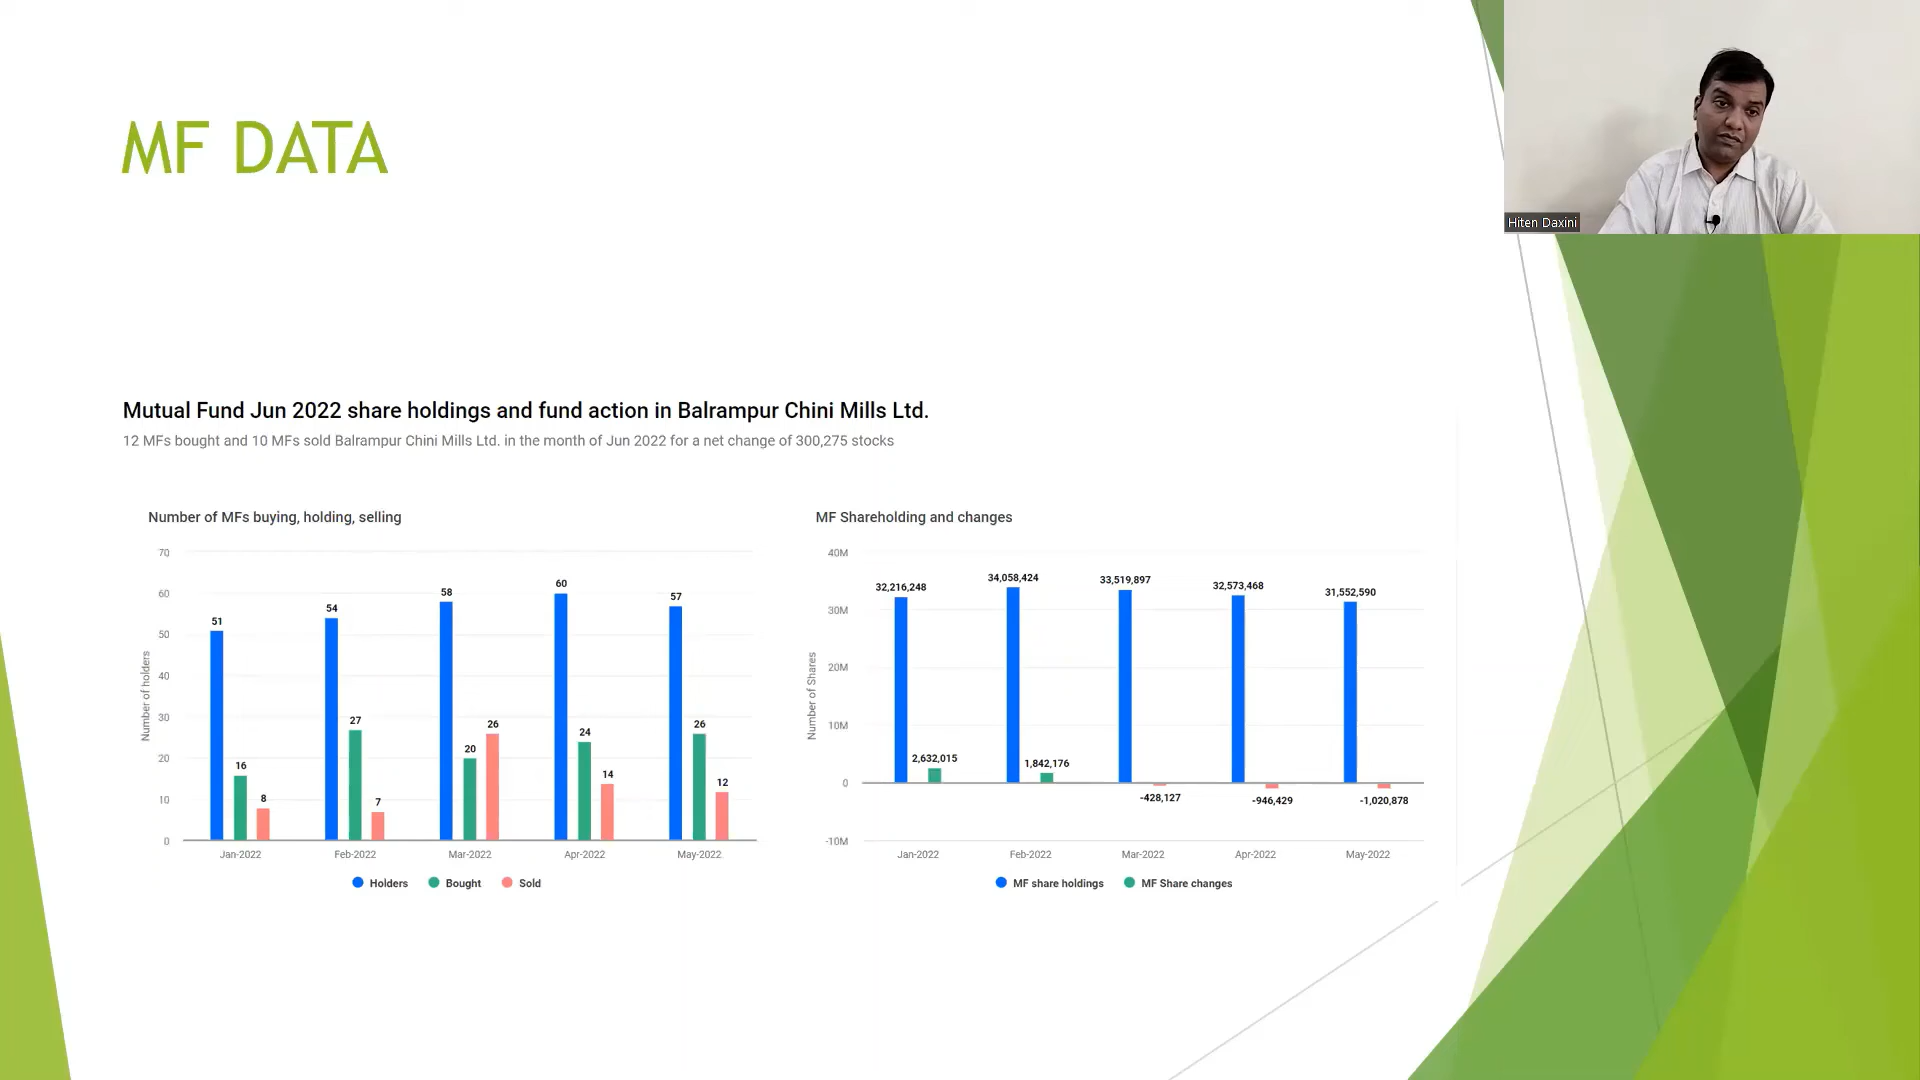 MF DATA
Hiten Daxini
Mutual Fund Jun 2022 share holdings and fund action in Balrampur Chini Mills Ltd.
12 MFs bought and 10 MFs sold Balrampur Chini Mills Ltd. in the month of Jun 2022 for a net change of 300,275 stocks
Number of MFs buying, holding, selling
70
60
50
40
30
20
10
0
Number of holders
51
16
8
54
27
7
58
20
26
60
24
14
57
26
12
Jan-2022
Feb-2022
Mar-2022
Apr-2022
May-2022
Holders
Bought
Sold
MF Shareholding and changes
40M
30M
20M
10M
0
-10M
Number of Shares
32,216,248
2,632,015
34,058,424
1,842,176
33,519,897
-428,127
32,573,468
-946,429
31,552,590
-1,020,878
Jan-2022
Feb-2022
Mar-2022
Apr-2022
May-2022
MF share holdings
MF Share changes